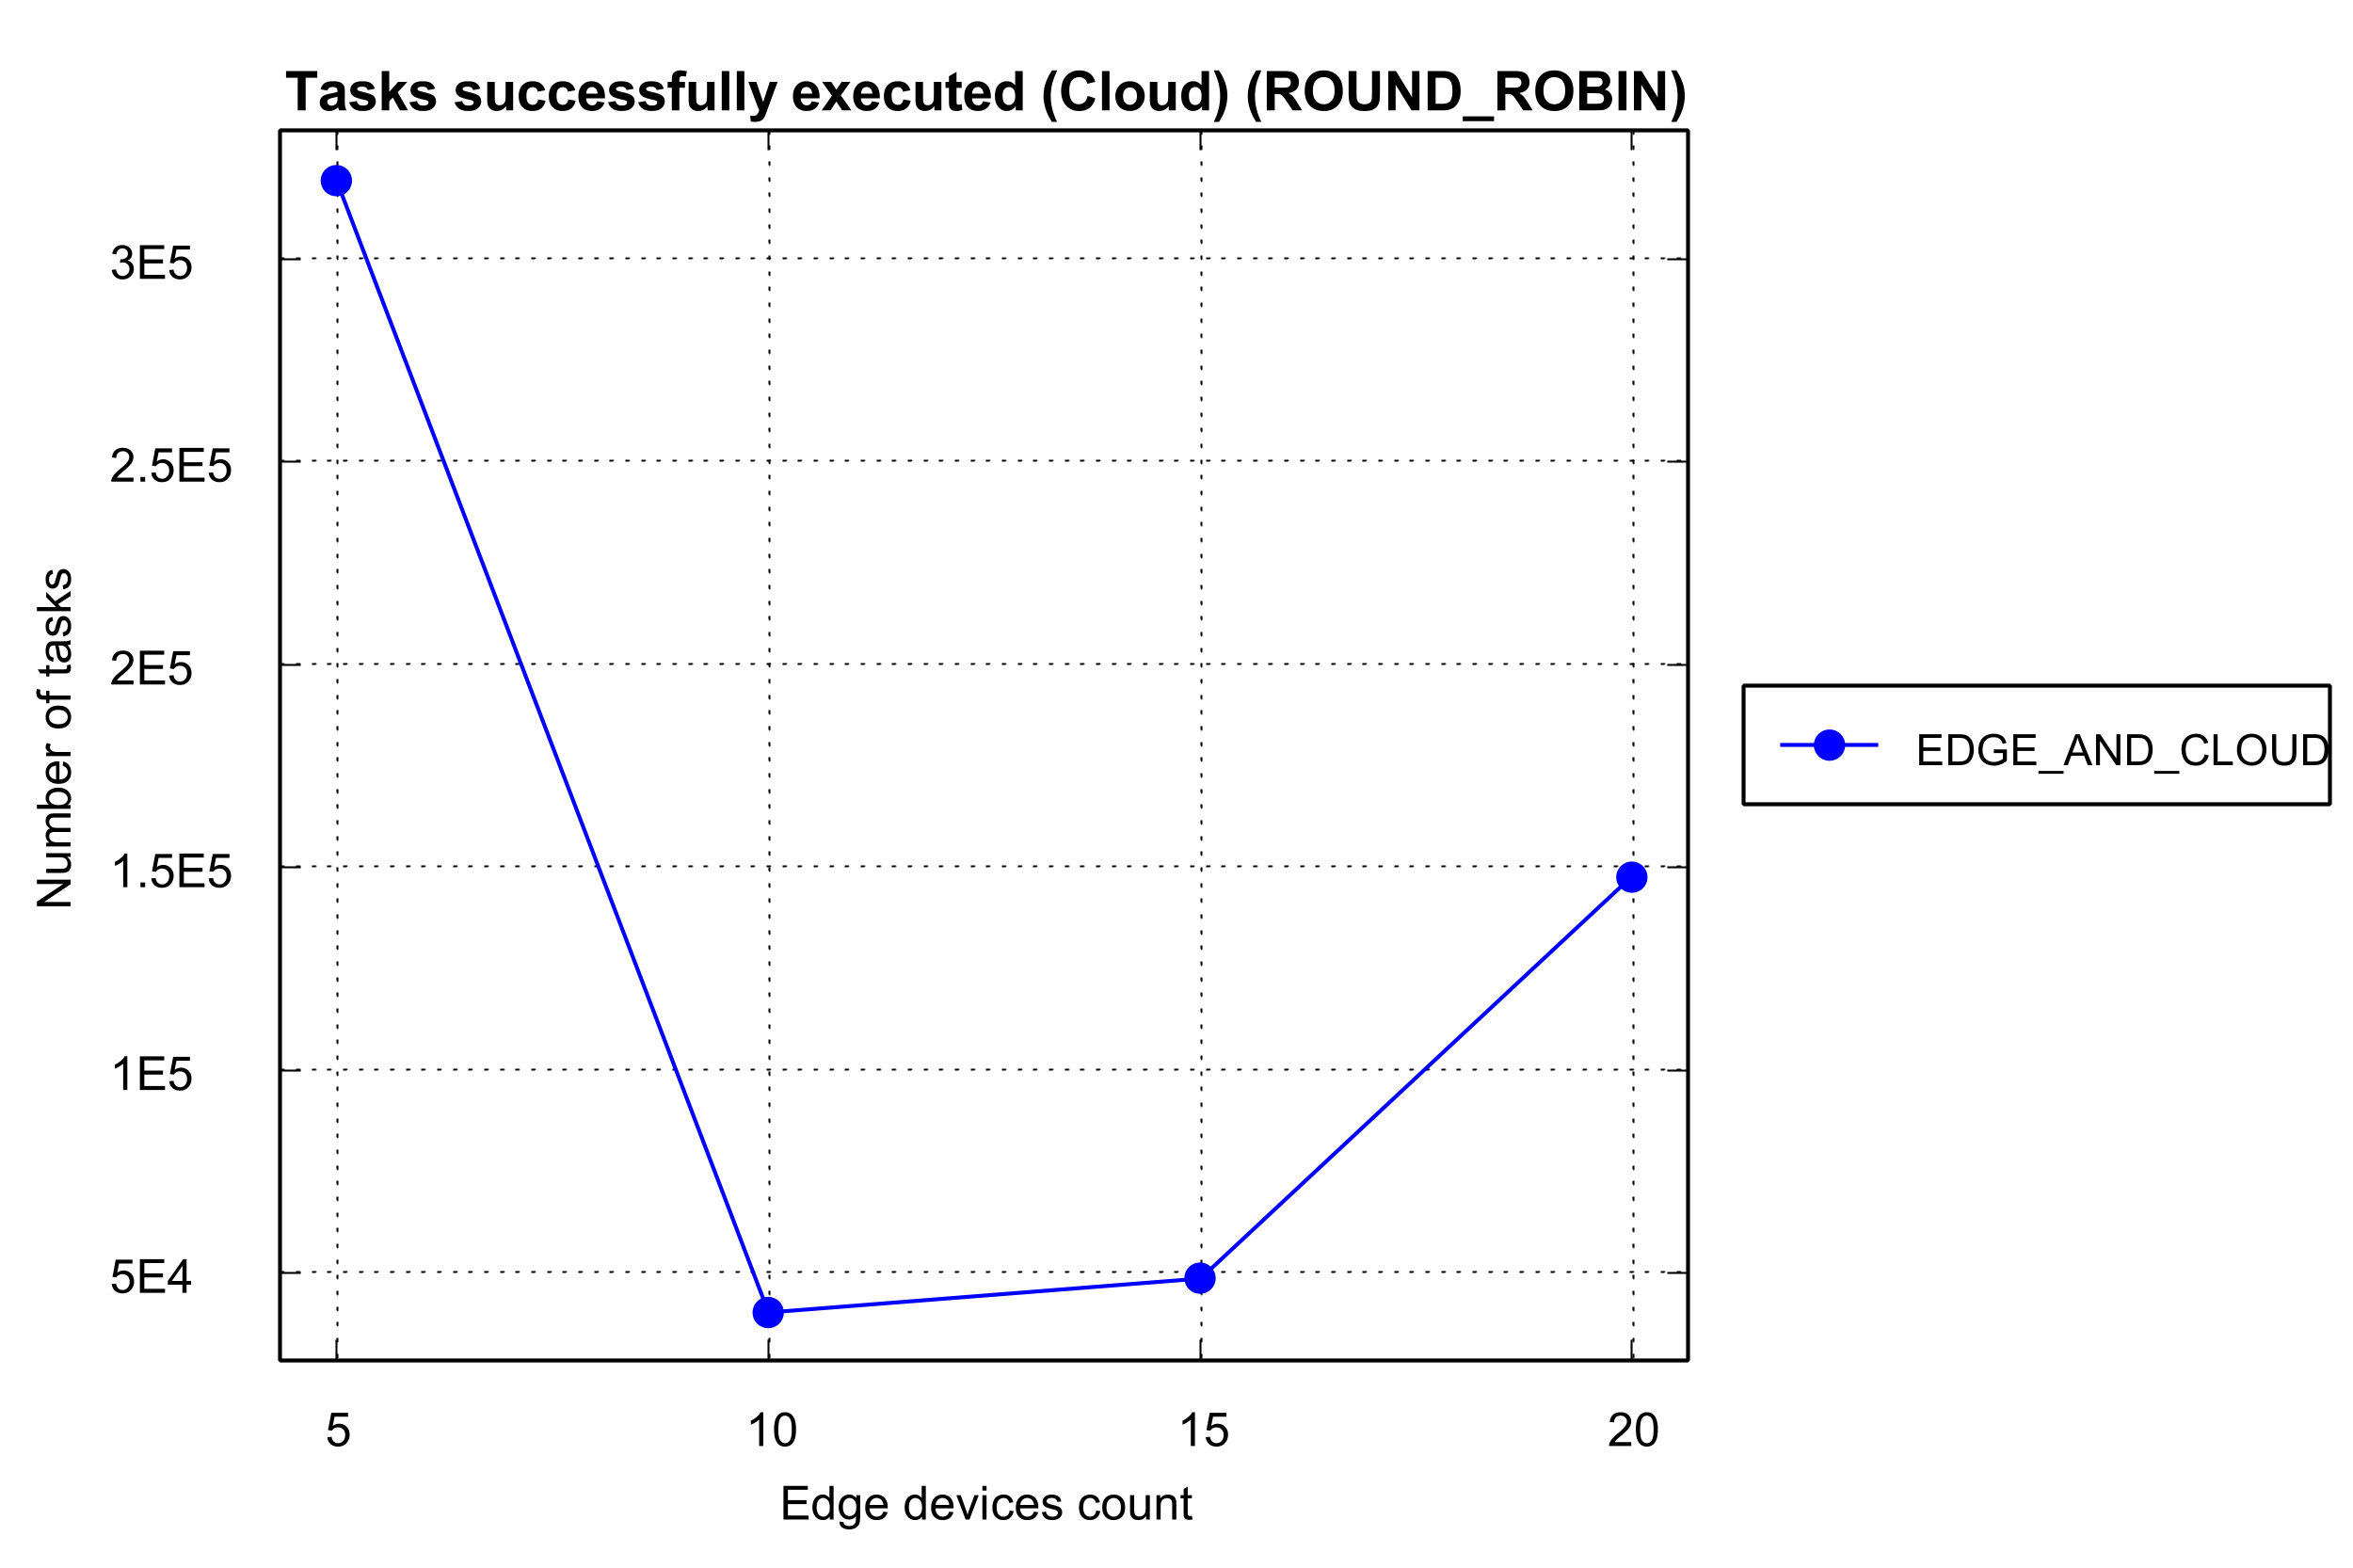 Tasks successfully executed (Cloud) (ROUND_ROBIN)
3E5
2.5E5
2E5
1.5E5
1E5
5E4
Number of tasks
5 10 15 20
Edge devices count
EDGE_AND_CLOUD